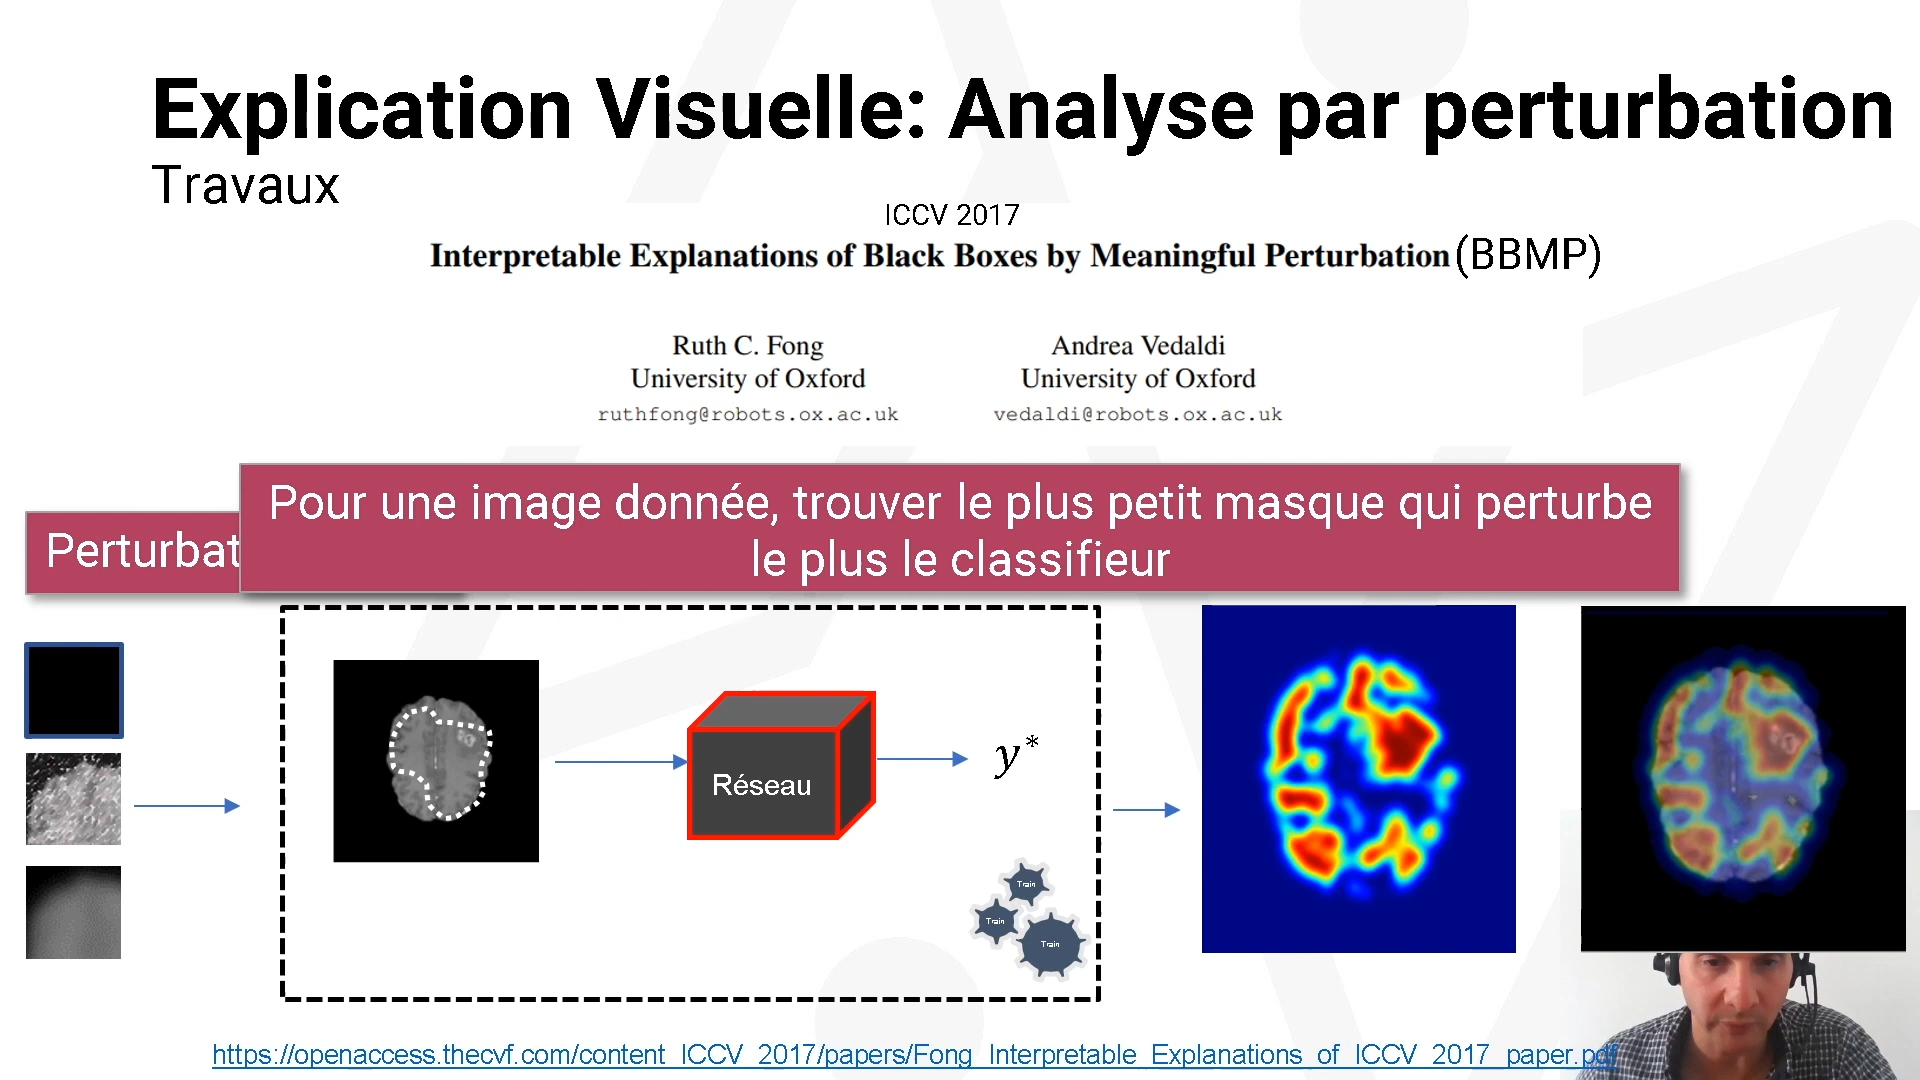 Explication Visuelle: Analyse par perturbation
Travaux
ICCV 2017
Interpretable Explanations of Black Boxes by Meaningful Perturbation (BBMP)
Ruth C. Fong
University of Oxford
ruthfong@robots.ox.ac.uk
Andrea Vedaldi
University of Oxford
vedaldi@robots.ox.ac.uk
Pour une image donnée, trouver le plus petit masque qui perturbe
le plus le classifieur
Perturbat
Réseau
y*
Train
Train
Train
https://openaccess.thecvf.com/content_ICCV_2017/papers/Fong_Interpretable_Explanations_of_ICCV_2017_paper.pdf